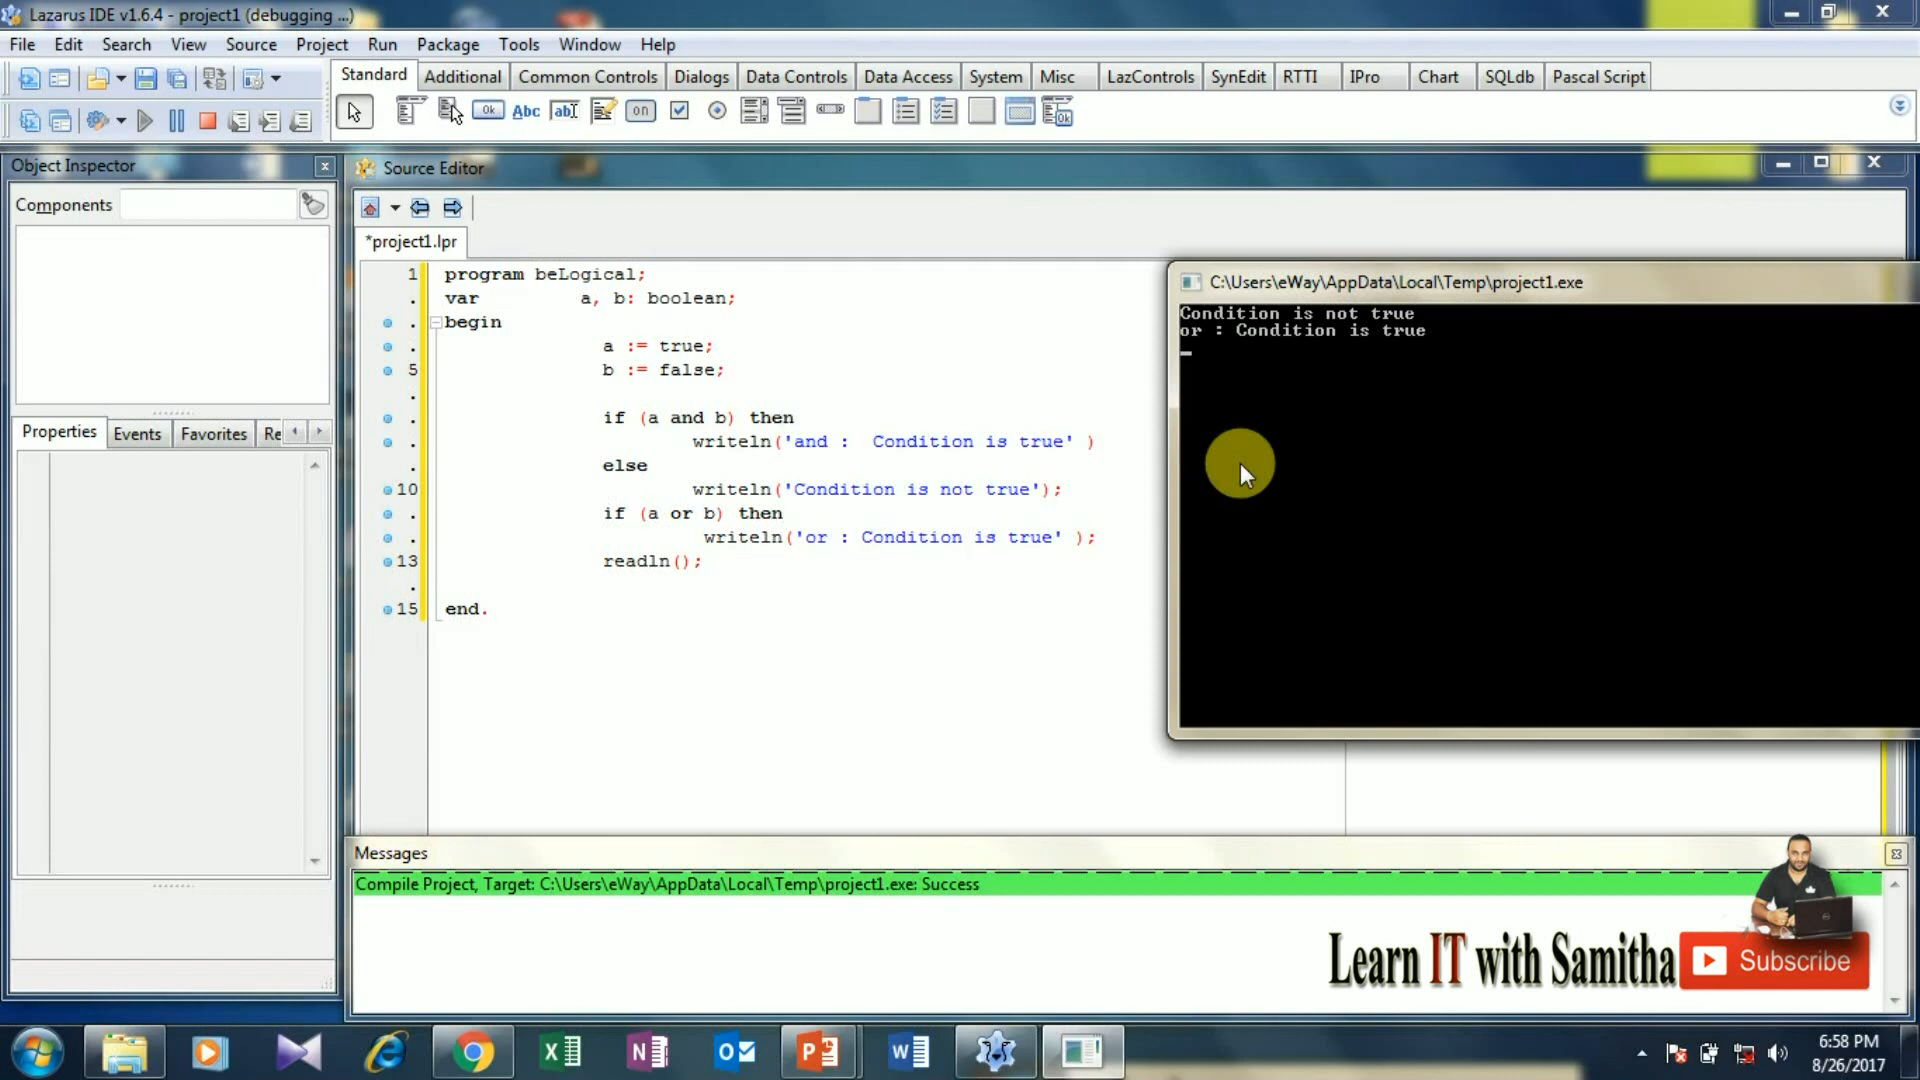 Lazarus IDE v1.6.4 - project1 (debugging ...)
File Edit Search View Source Project Run Package Tools Window Help
Standard Additional Common Controls Dialogs Data Controls Data Access System Misc LazControls SynEdit RTTI IPro Chart SQLdb Pascal Script
Ok Abc abI on Ok
Object Inspector
Source Editor
Components
*project1.lpr
1 program beLogical;
. var a, b: boolean;
. begin
. a := true;
5 b := false;
.
. if (a and b) then
. writeln('and :  Condition is true' )
. else
10 writeln('Condition is not true');
. if (a or b) then
. writeln('or : Condition is true' );
13 readln();
.
15 end.
C:\Users\eWay\AppData\Local\Temp\project1.exe
Condition is not true
or : Condition is true
Properties Events Favorites Re
Messages
Compile Project, Target: C:\Users\eWay\AppData\Local\Temp\project1.exe: Success
Learn IT with Samitha
Subscribe
6:58 PM
8/26/2017